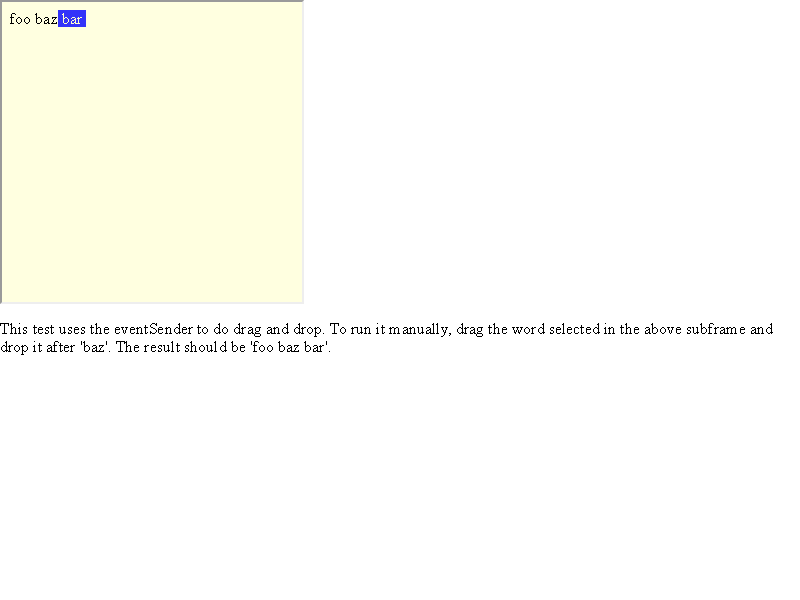 foo baz bar
This test uses the eventSender to do drag and drop. To run it manually, drag the word selected in the above subframe and
drop it after 'baz'. The result should be 'foo baz bar'.